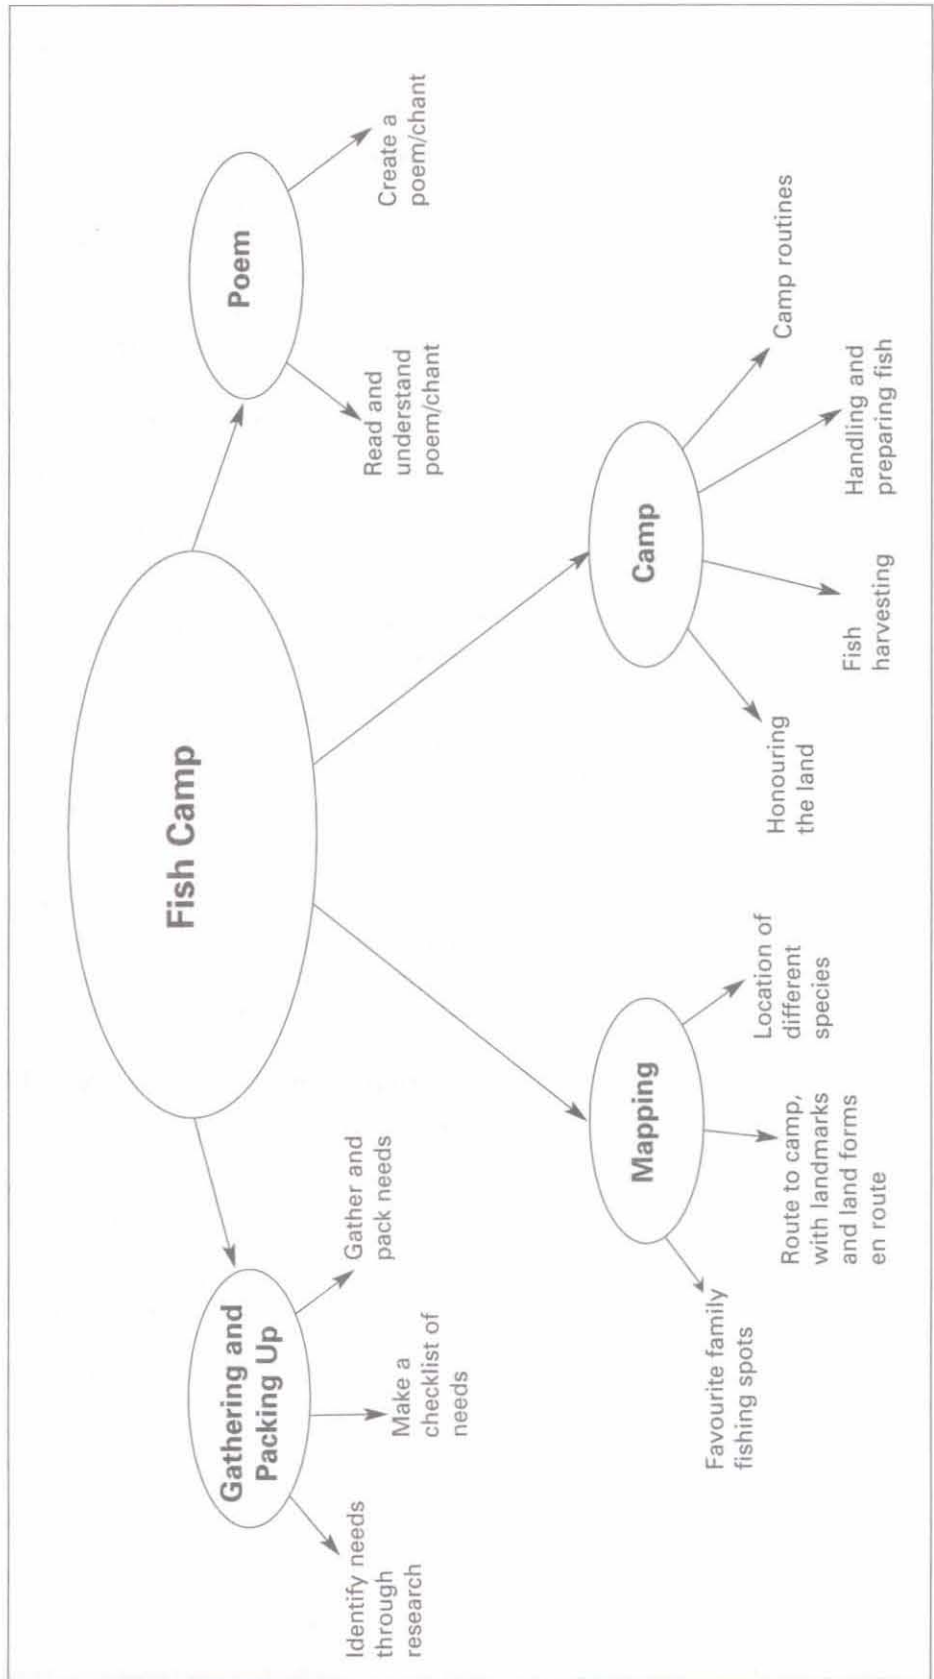 Fish Camp
Gathering and
Packing Up
Identify needs
through
research
Make a
checklist of
needs
Gather and
pack needs
Mapping
Favourite family
fishing spots
Route to camp,
with landmarks
and land forms
en route
Location of
different
species
Camp
Honouring
the land
Fish
harvesting
Handling and
preparing fish
Camp routines
Poem
Read and
understand
poem/chant
Create a
poem/chant